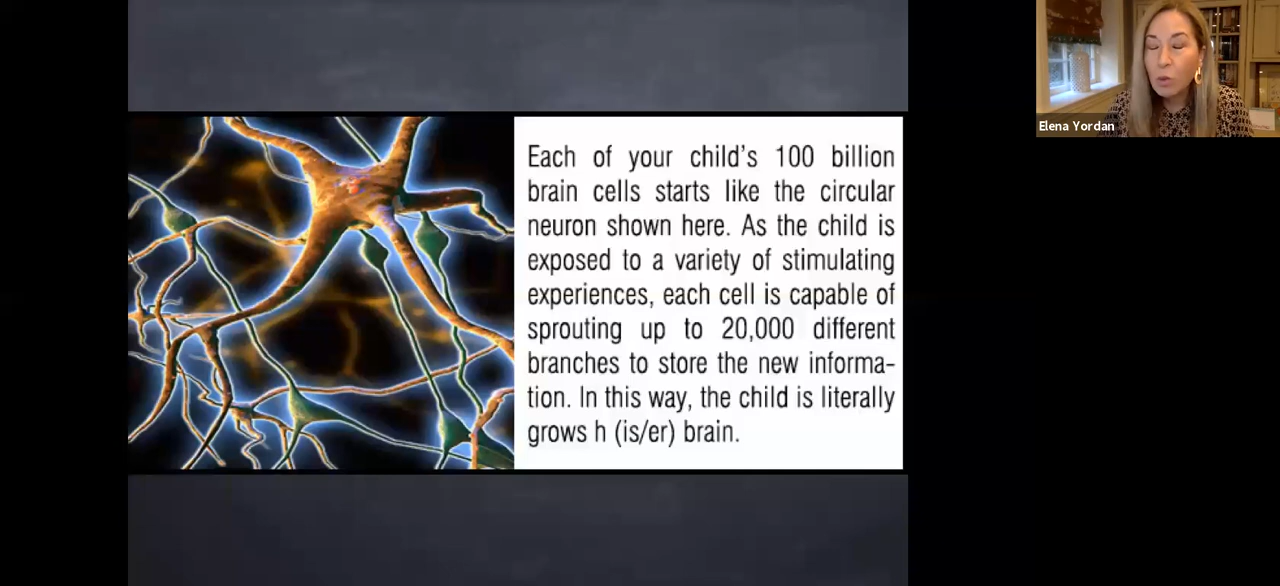 Each of your child's 100 billion
brain cells starts like the circular
neuron shown here. As the child is
exposed to a variety of stimulating
experiences, each cell is capable of
sprouting up to 20,000 different
branches to store the new informa-
tion. In this way, the child is literally
grows h (is/er) brain.
Elena Yordan